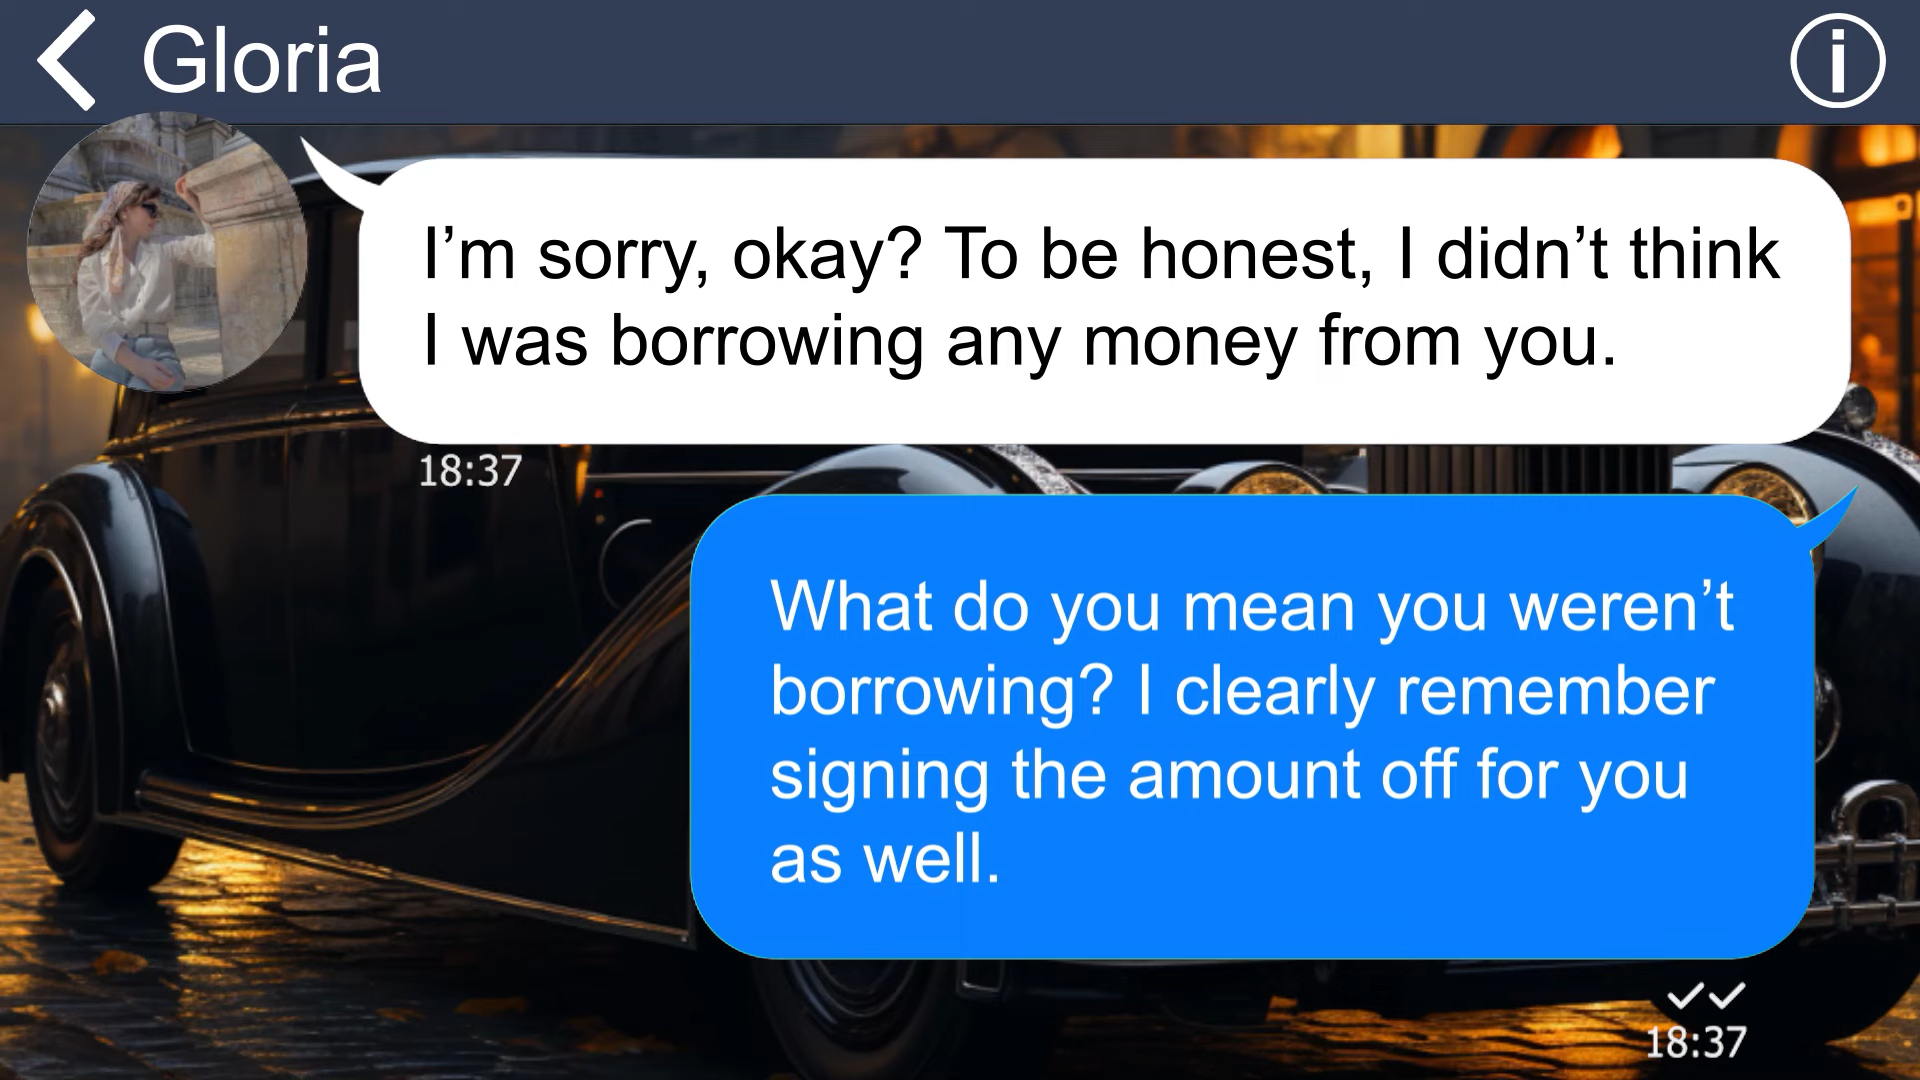 Gloria
I’m sorry, okay? To be honest, I didn’t think
I was borrowing any money from you.
18:37
What do you mean you weren’t
borrowing? I clearly remember
signing the amount off for you
as well.
18:37